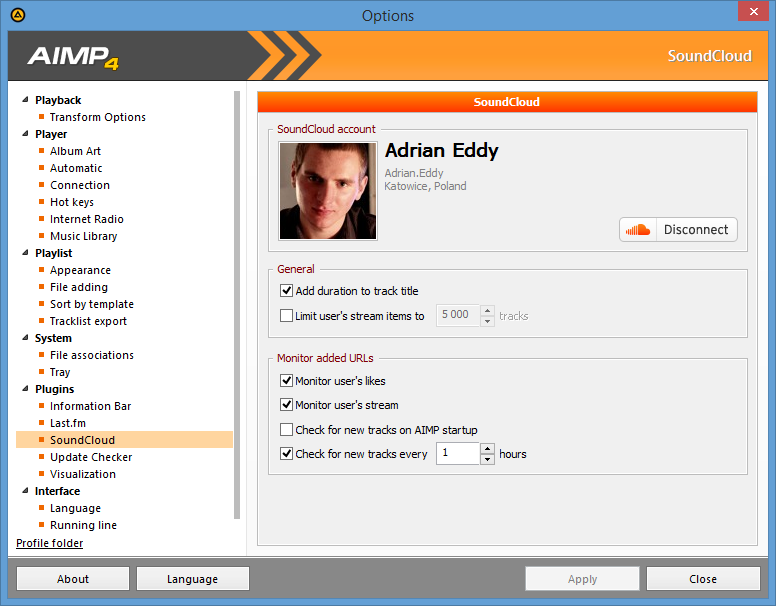 Options
AIMP4
SoundCloud
Playback
Transform Options
Player
Album Art
Automatic
Connection
Hot keys
Internet Radio
Music Library
Playlist
Appearance
File adding
Sort by template
Tracklist export
System
File associations
Tray
Plugins
Information Bar
Last.fm
SoundCloud
Update Checker
Visualization
Interface
Language
Running line
Profile folder
SoundCloud
SoundCloud account
Adrian Eddy
Adrian.Eddy
Katowice, Poland
Disconnect
General
Add duration to track title
Limit user's stream items to 5 000 tracks
Monitor added URLs
Monitor user's likes
Monitor user's stream
Check for new tracks on AIMP startup
Check for new tracks every 1 hours
About Language Apply Close